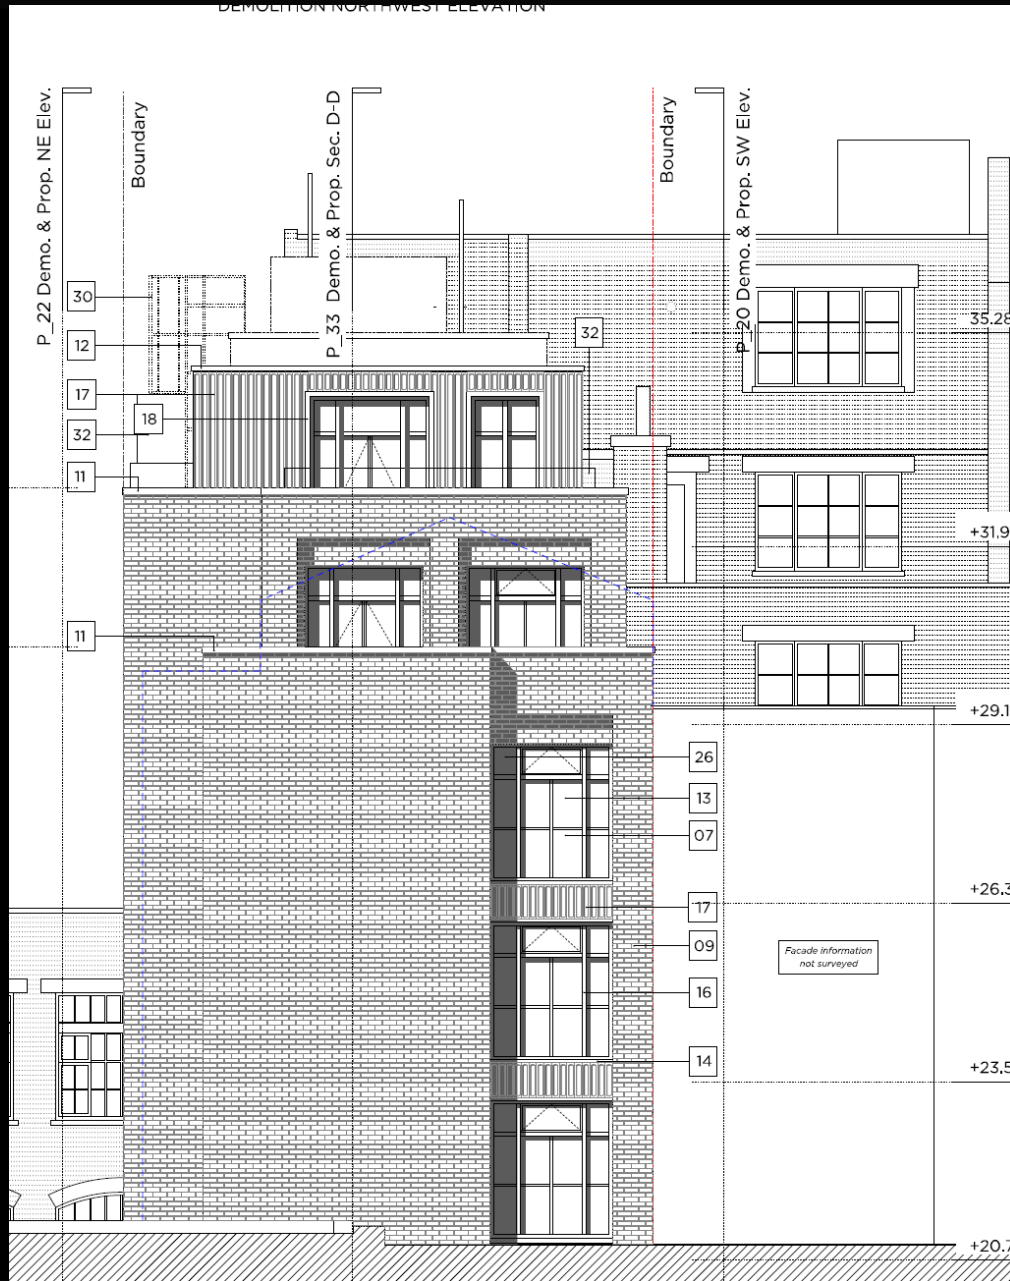 DEMOLITION NORTHWEST ELEVATION
P_22 Demo. & Prop. NE Elev.
Boundary
P_33 Demo. & Prop. Sec. D-D
Boundary
P_20 Demo. & Prop. SW Elev.
30
12
17
18
32
11
32
11
35.28
+31.9
+29.1
26
13
07
17
+26.3
09
Facade information
not surveyed
16
14
+23.5
+20.7